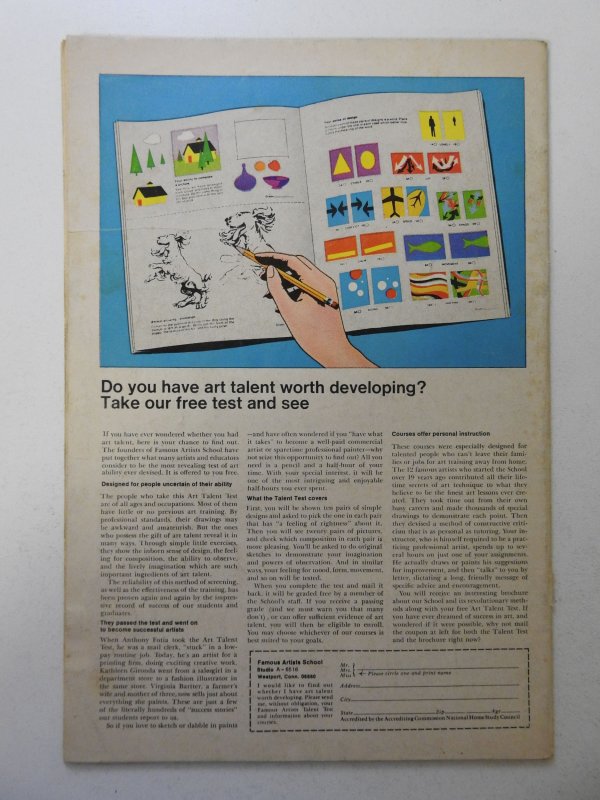 Your ability to complete
a picture
Your sense of design
Do you have art talent worth developing?
Take our free test and see
If you have ever wondered whether you had
art talent, here is your chance to find out.
The founders of Famous Artists School have
put together what many artists and educators
consider to be the most revealing test of art
ability ever devised. It is offered to you free.
Designed for people uncertain of their ability
The people who take this Art Talent Test
are of all ages and occupations. Most of them
have little or no previous art training. By
professional standards, their drawings may
be awkward and amateurish. But the ones
who possess the gift of art talent reveal it in
many ways. Through simple little exercises,
they show the inborn sense of design, the feel-
ing for composition, the ability to observe,
and the lively imagination which are such
important ingredients of art talent.
The reliability of this method of screening,
as well as the effectiveness of the training, has
been proven again and again by the impres-
sive record of success of our students and
graduates.
They passed the test and went on
to become successful artists
When Anthony Fotia took the Art Talent
Test, he was a mail clerk, "stuck" in a low-
pay routine job. Today, he's an artist for a
printing firm, doing exciting creative work.
Kathleen Gironda went from a salesgirl in a
department store to a fashion illustrator in
the same store. Virginia Bartter, a farmer's
wife and mother of three, now sells just about
everything she paints. These are just a few
of the literally hundreds of "success stories"
our students report to us.
So if you love to sketch or dabble in paints
—and have often wondered if you "have what
it takes" to become a well-paid commercial
artist or sparetime professional painter—why
not seize this opportunity to find out? All you
need is a pencil and a half-hour of your
time. With your special interest, it will be
one of the most intriguing and enjoyable
half-hours you ever spent.
What the Talent Test covers
First, you will be shown ten pairs of simple
designs and asked to pick the one in each pair
that has "a feeling of rightness" about it.
Then you will see twenty pairs of pictures,
and check which composition in each pair is
more pleasing. You'll be asked to do original
sketches to demonstrate your imagination
and powers of observation. And in similar
ways, your feeling for mood, form, movement,
and so on will be tested.
When you complete the test and mail it
back, it will be graded free by a member of
the School's staff. If you receive a passing
grade (and we must warn you that many
don't), or can offer sufficient evidence of art
talent, you will then be eligible to enroll.
You may choose whichever of our courses is
best suited to your goals.
Courses offer personal instruction
These courses were especially designed for
talented people who can't leave their fami-
lies or jobs for art training away from home.
The 12 famous artists who started the School
over 19 years ago contributed all their life-
time secrets of art technique to what they
believe to be the finest art lessons ever cre-
ated. They took time out from their own
busy careers and made thousands of special
drawings to demonstrate each point. Then
they devised a method of constructive criti-
cism that is as personal as tutoring. Your in-
structor, who is himself required to be a prac-
ticing professional artist, spends up to sev-
eral hours on just one of your assignments.
He actually draws or paints his suggestions
for improvement, and then "talks" to you by
letter, dictating a long, friendly message of
specific advice and encouragement.
You will receive an interesting brochure
about our School and its revolutionary meth-
ods along with your free Art Talent Test. If
you have ever dreamed of success in art, and
wondered if it were possible, why not mail
the coupon at left for both the Talent Test
and the brochure right now?
Famous Artists School
Studio A-6516
Westport, Conn. 06880
I would like to find out
whether I have art talent
worth developing. Please send
me, without obligation, your
Famous Artists Talent Test
and information about your
courses.
Mr.
Mrs.
Miss
Please circle one and print name
Address
City
State Zip Age
Accredited by the Accrediting Commission National Home Study Council